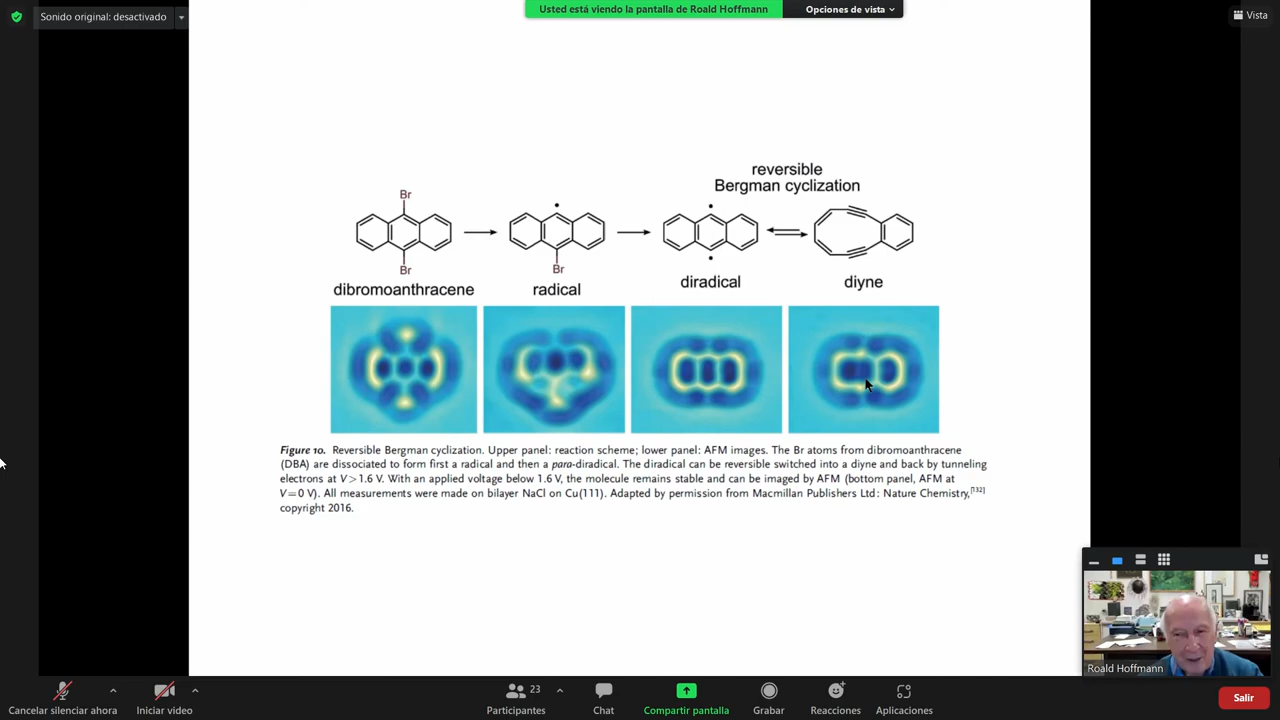 Sonido original: desactivado
Usted está viendo la pantalla de Roald Hoffmann
Opciones de vista
Vista
reversible
Bergman cyclization
Br
Br
Br
dibromoanthracene
radical
diradical
diyne
Figure 10. Reversible Bergman cyclization. Upper panel: reaction scheme; lower panel: AFM images. The Br atoms from dibromoanthracene
(DBA) are dissociated to form first a radical and then a para-diradical. The diradical can be reversible switched into a diyne and back by tunneling
electrons at V > 1.6 V. With an applied voltage below 1.6 V, the molecule remains stable and can be imaged by AFM (bottom panel, AFM at
V = 0 V). All measurements were made on bilayer NaCl on Cu(111). Adapted by permission from Macmillan Publishers Ltd: Nature Chemistry,[132]
copyright 2016.
Roald Hoffmann
Cancelar silenciar ahora
Iniciar video
23
Participantes
Chat
Compartir pantalla
Grabar
Reacciones
Aplicaciones
Salir